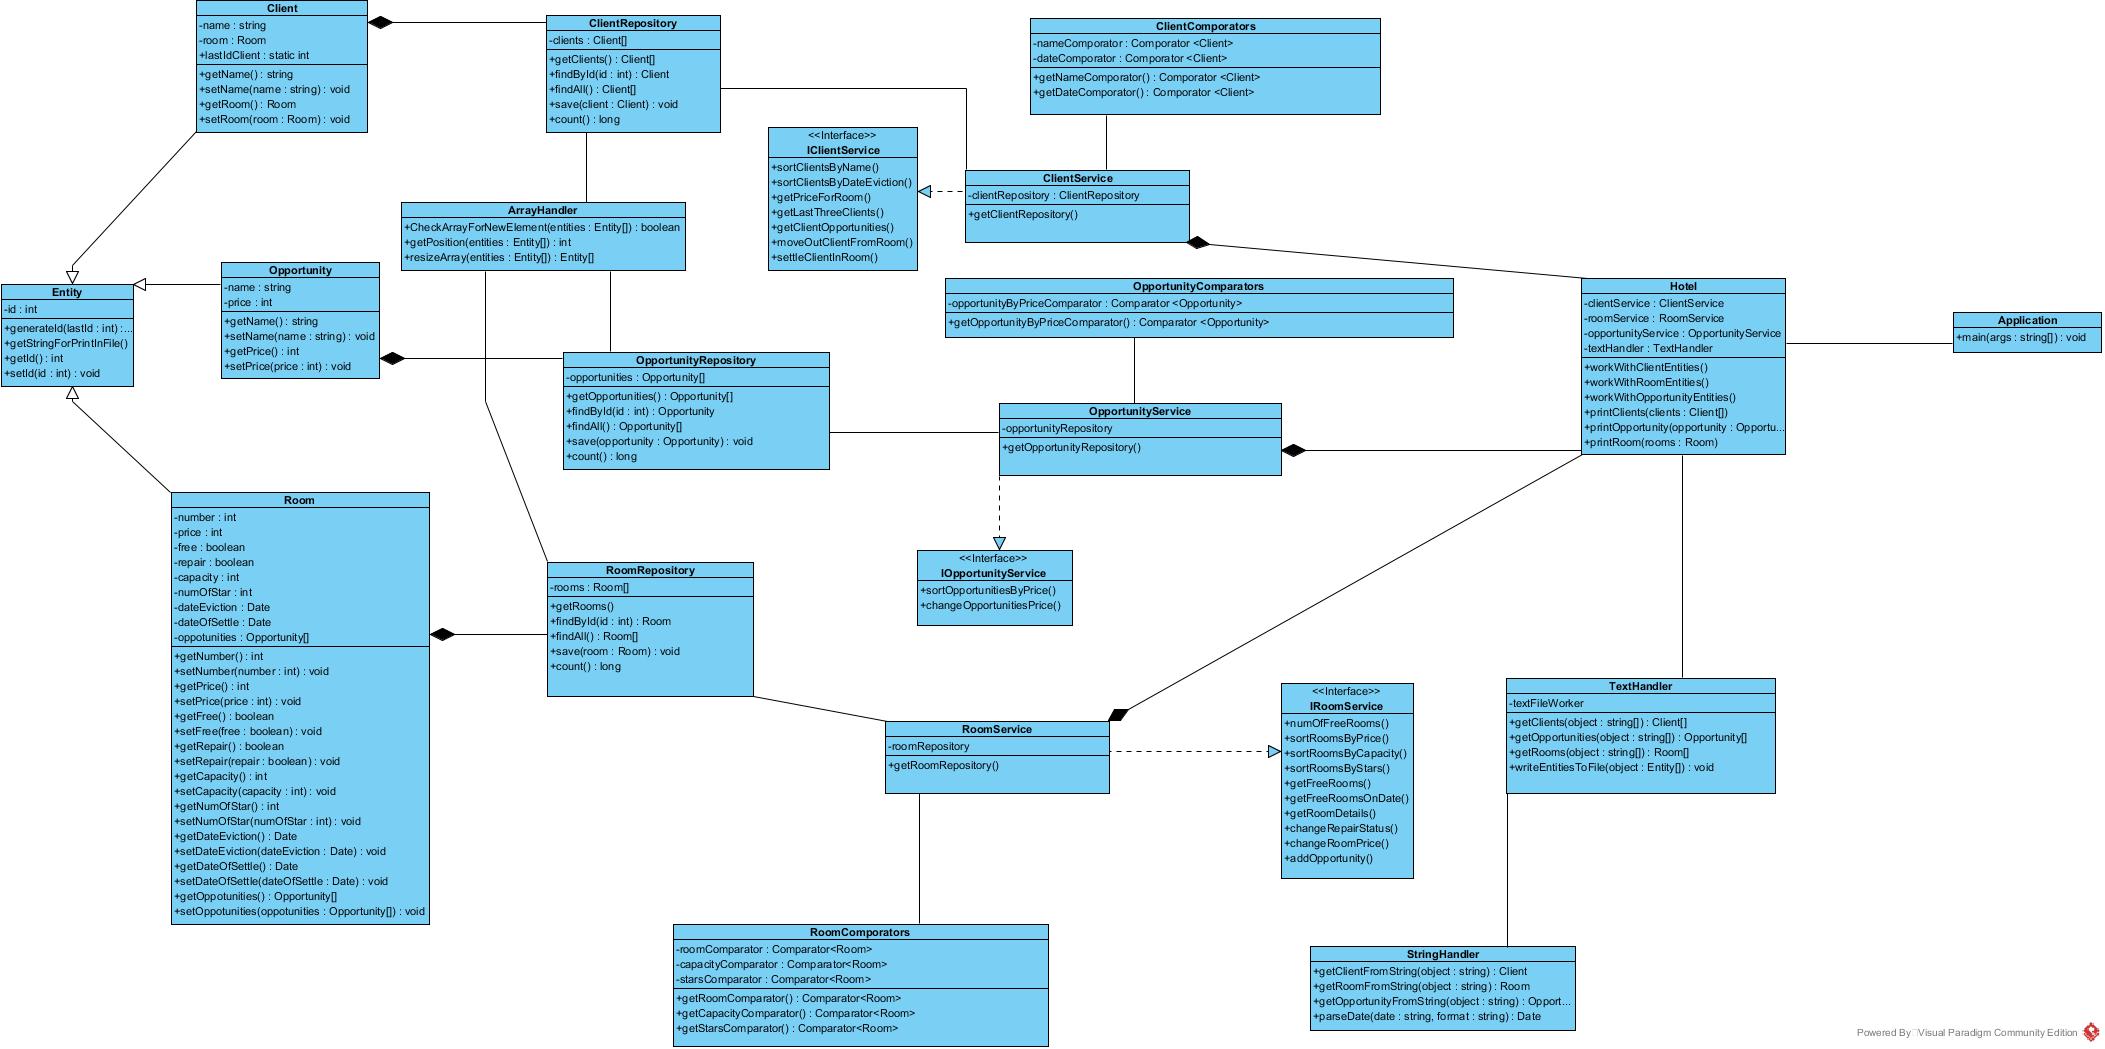 Client
-name : string
-room : Room
+lastIdClient : static int
+getName() : string
+setName(name : string) : void
+getRoom() : Room
+setRoom(room : Room) : void
ClientRepository
-clients : Client[]
+getClients() : Client[]
+findById(id : int) : Client
+findAll() : Client[]
+save(client : Client) : void
+count() : long
ClientComporators
-nameComporator : Comporator <Client>
-dateComporator : Comporator <Client>
+getNameComporator() : Comporator <Client>
+getDateComporator() : Comporator <Client>
<<Interface>>
IClientService
+sortClientsByName()
+sortClientsByDateEviction()
+getPriceForRoom()
+getLastThreeClients()
+getClientOpportunities()
+moveOutClientFromRoom()
+settleClientInRoom()
ClientService
-clientRepository : ClientRepository
+getClientRepository()
ArrayHandler
+CheckArrayForNewElement(entities : Entity[]) : boolean
+getPosition(entities : Entity[]) : int
+resizeArray(entities : Entity[]) : Entity[]
Entity
-id : int
+generateId(lastId : int) :...
+getStringForPrintInFile()
+getId() : int
+setId(id : int) : void
Opportunity
-name : string
-price : int
+getName() : string
+setName(name : string) : void
+getPrice() : int
+setPrice(price : int) : void
OpportunityComparators
-opportunityByPriceComparator : Comparator <Opportunity>
+getOpportunityByPriceComparator() : Comparator <Opportunity>
Hotel
-clientService : ClientService
-roomService : RoomService
-opportunityService : OpportunityService
-textHandler : TextHandler
+workWithClientEntities()
+workWithRoomEntities()
+workWithOpportunityEntities()
+printClients(clients : Client[])
+printOpportunity(opportunity : Opportu...
+printRoom(rooms : Room)
Application
+main(args : string[]) : void
OpportunityRepository
-opportunities : Opportunity[]
+getOpportunities() : Opportunity[]
+findById(id : int) : Opportunity
+findAll() : Opportunity[]
+save(opportunity : Opportunity) : void
+count() : long
OpportunityService
-opportunityRepository
+getOpportunityRepository()
<<Interface>>
IOpportunityService
+sortOpportunitiesByPrice()
+changeOpportunitiesPrice()
Room
-number : int
-price : int
-free : boolean
-repair : boolean
-capacity : int
-numOfStar : int
-dateEviction : Date
-dateOfSettle : Date
-oppotunities : Opportunity[]
+getNumber() : int
+setNumber(number : int) : void
+getPrice() : int
+setPrice(price : int) : void
+getFree() : boolean
+setFree(free : boolean) : void
+getRepair() : boolean
+setRepair(repair : boolean) : void
+getCapacity() : int
+setCapacity(capacity : int) : void
+getNumOfStar() : int
+setNumOfStar(numOfStar : int) : void
+getDateEviction() : Date
+setDateEviction(dateEviction : Date) : void
+getDateOfSettle() : Date
+setDateOfSettle(dateOfSettle : Date) : void
+getOppotunities() : Opportunity[]
+setOppotunities(oppotunities : Opportunity[]) : void
RoomRepository
-rooms : Room[]
+getRooms()
+findById(id : int) : Room
+findAll() : Room[]
+save(room : Room) : void
+count() : long
RoomService
-roomRepository
+getRoomRepository()
<<Interface>>
IRoomService
+numOfFreeRooms()
+sortRoomsByPrice()
+sortRoomsByCapacity()
+sortRoomsByStars()
+getFreeRooms()
+getFreeRoomsOnDate()
+getRoomDetails()
+changeRepairStatus()
+changeRoomPrice()
+addOpportunity()
TextHandler
-textFileWorker
+getClients(object : string[]) : Client[]
+getOpportunities(object : string[]) : Opportunity[]
+getRooms(object : string[]) : Room[]
+writeEntitiesToFile(object : Entity[]) : void
RoomComporators
-roomComparator : Comparator<Room>
-capacityComparator : Comparator<Room>
-starsComparator : Comparator<Room>
+getRoomComparator() : Comparator<Room>
+getCapacityComparator() : Comparator<Room>
+getStarsComparator() : Comparator<Room>
StringHandler
+getClientFromString(object : string) : Client
+getRoomFromString(object : string) : Room
+getOpportunityFromString(object : string) : Opport...
+parseDate(date : string, format : string) : Date
Powered By Visual Paradigm Community Edition